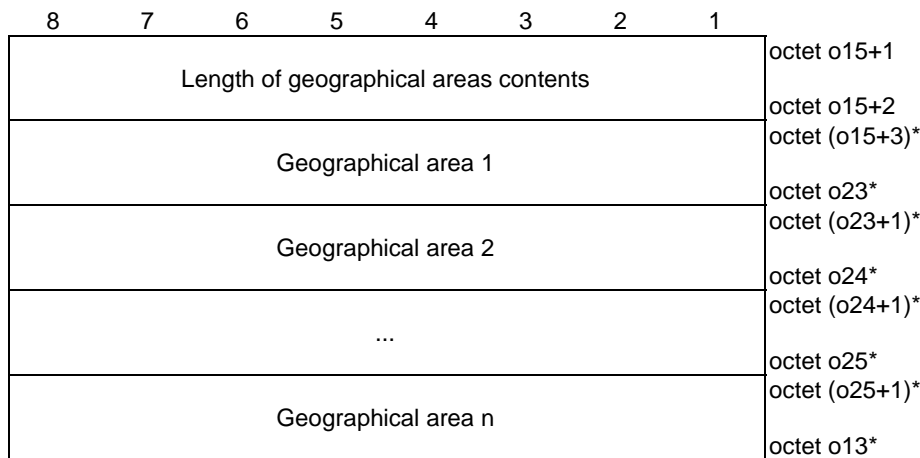 8 7 6 5 4 3 2 1
octet o15+1
Length of geographical areas contents
octet o15+2
octet (o15+3)*
Geographical area 1
octet o23*
octet (o23+1)*
Geographical area 2
octet o24*
octet (o24+1)*
...
octet o25*
octet (o25+1)*
Geographical area n
octet o13*